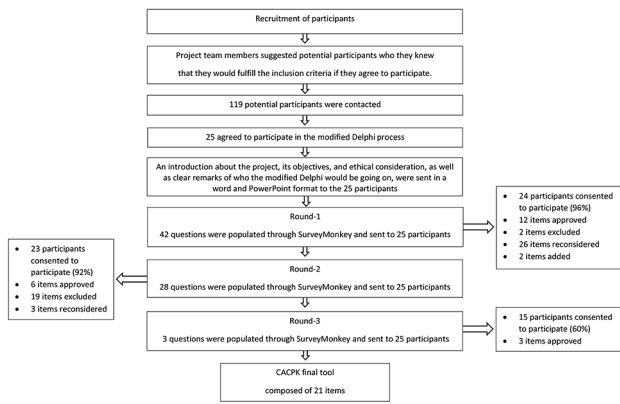 Recruitment of participants
Project team members suggested potential participants who they knew
that they would fulfill the inclusion criteria if they agree to participate.
119 potential participants were contacted
25 agreed to participate in the modified Delphi process
An introduction about the project, its objectives, and ethical consideration, as well
as clear remarks of who the modified Delphi would be going on, were sent in a
word and PowerPoint format to the 25 participants
Round-1
42 questions were populated through SurveyMonkey and sent to 25 participants
• 24 participants consented
to participate (96%)
• 12 items approved
• 2 items excluded
• 26 items reconsidered
• 2 items added
Round-2
28 questions were populated through SurveyMonkey and sent to 25 participants
• 23 participants
consented to
participate (92%)
• 6 items approved
• 19 items excluded
• 3 items reconsidered
Round-3
3 questions were populated through SurveyMonkey and sent to 25 participants
• 15 participants consented
to participate (60%)
• 3 items approved
CACPK final tool
composed of 21 items